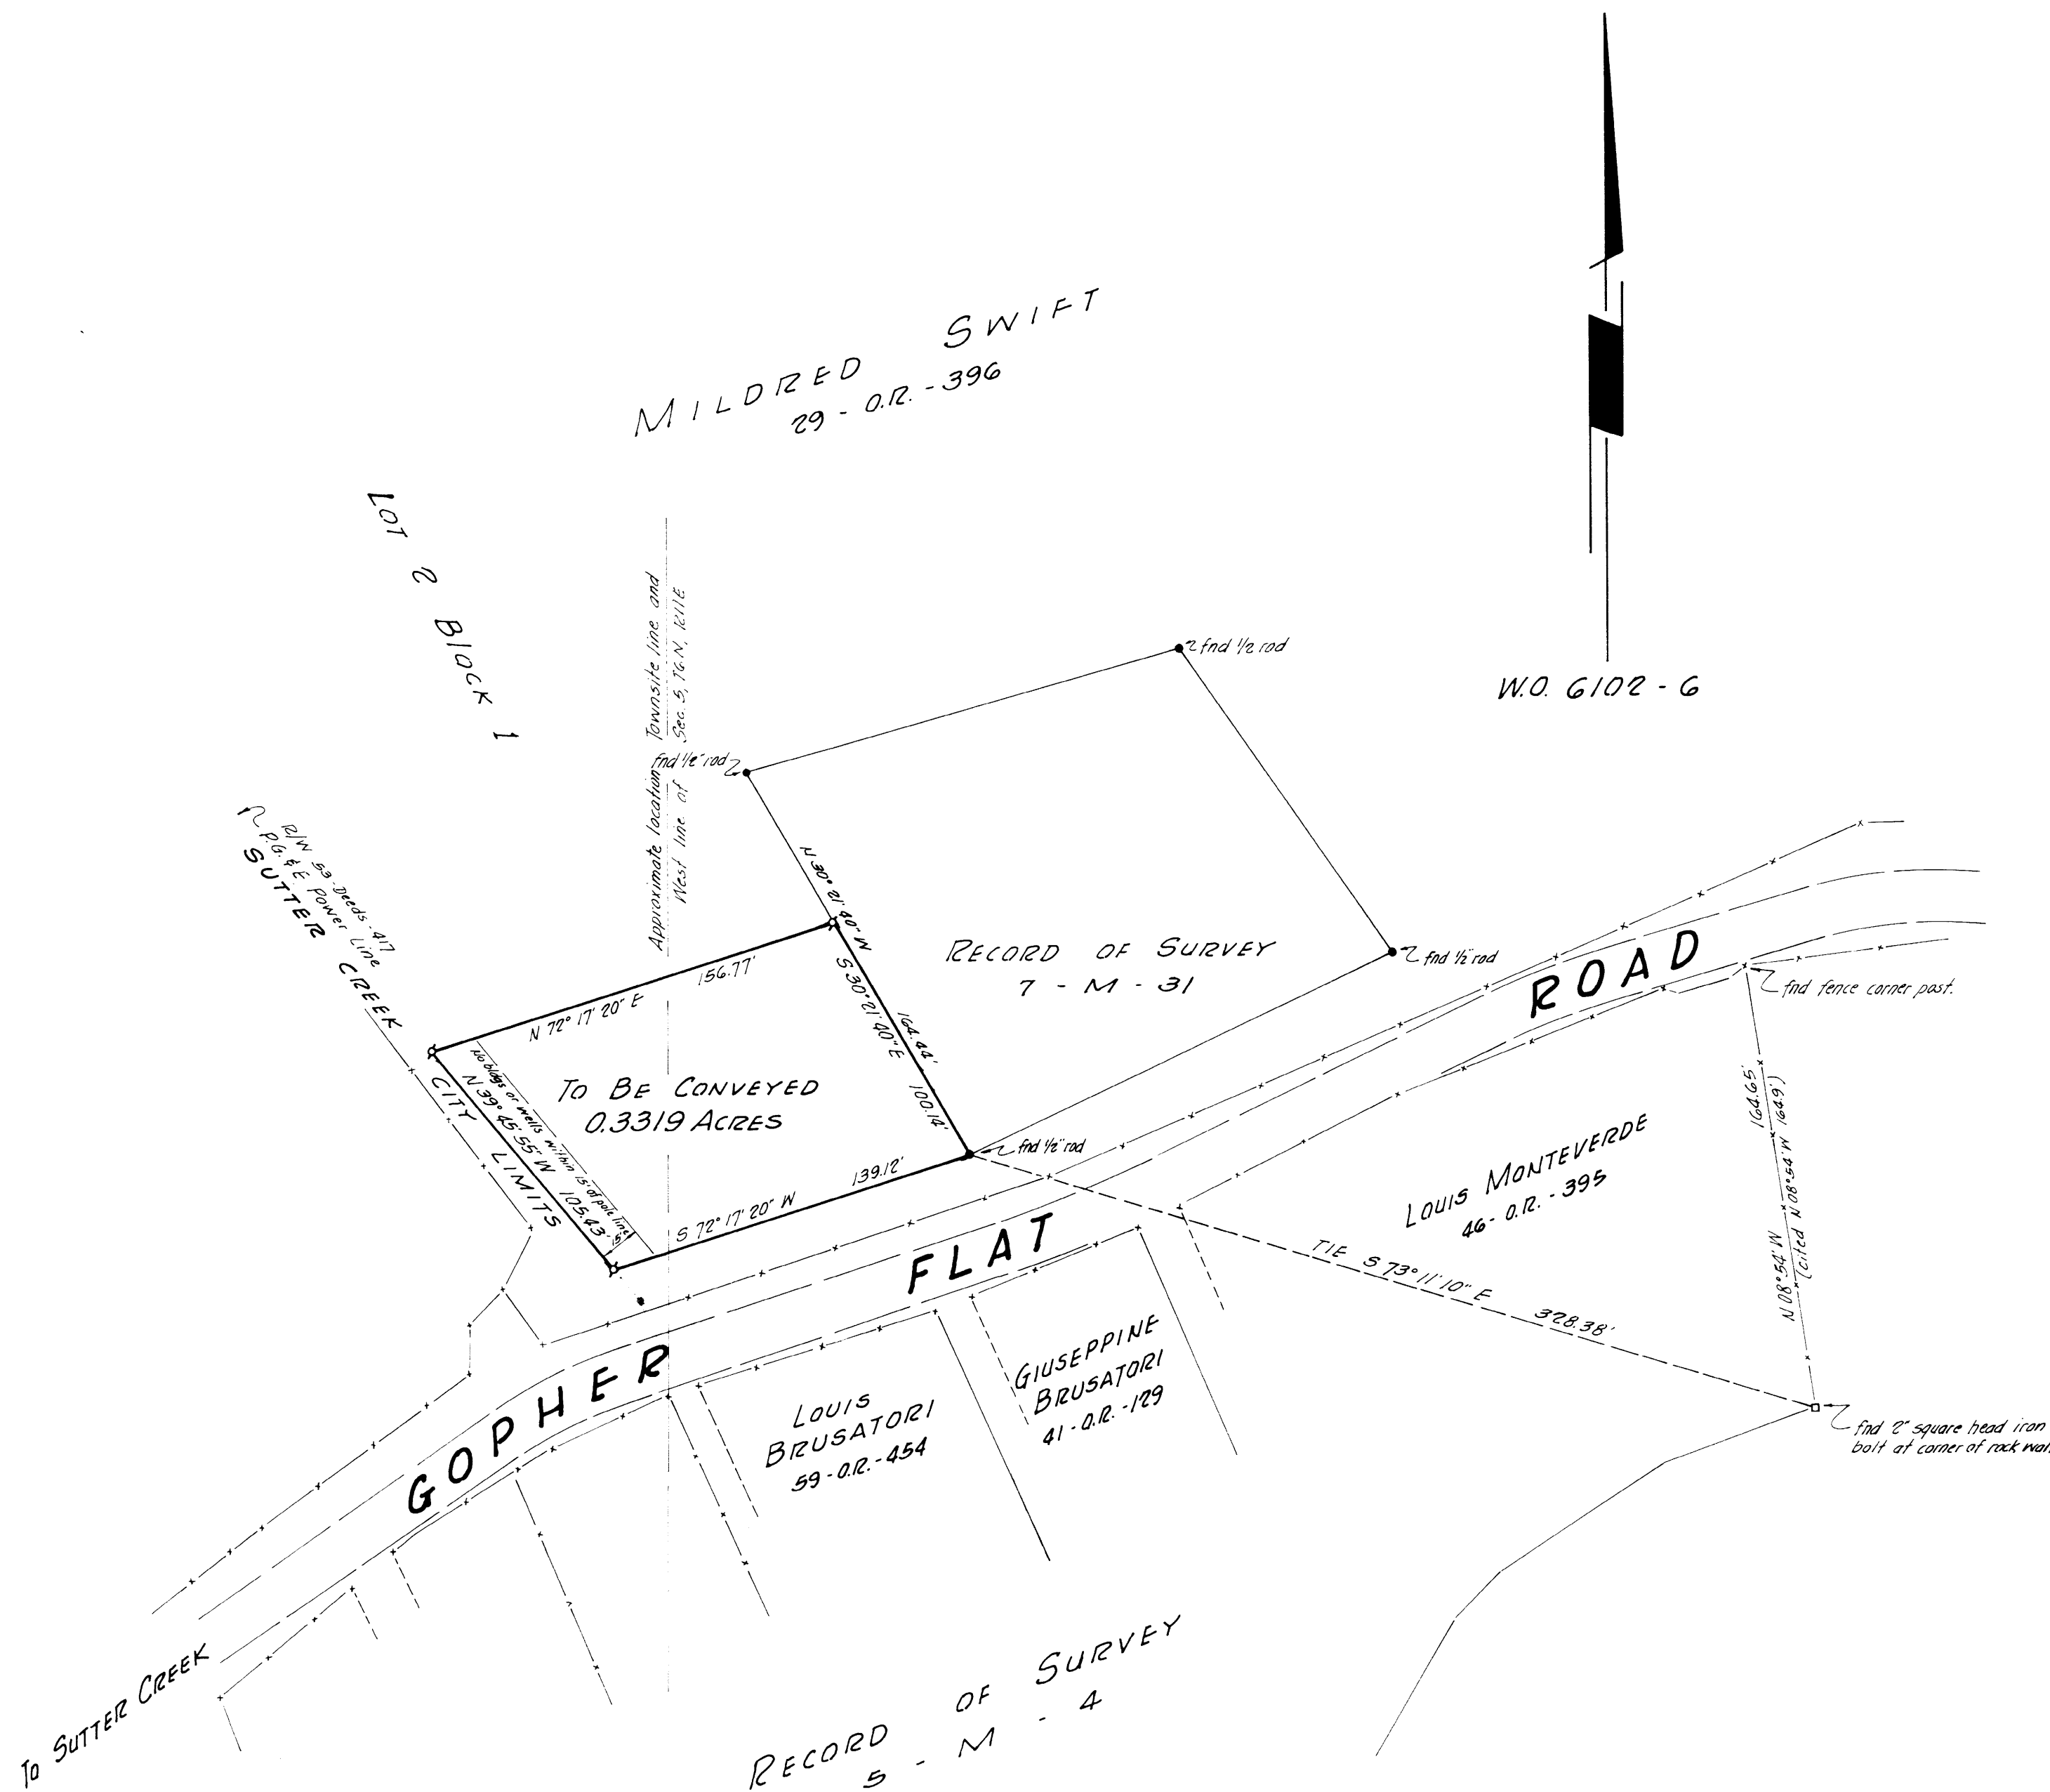 MILDRED SWIFT
29 - O.R. - 396
LOT 2 BLOCK 1
Approximate location Townsite line and
West line of Sec. 5, T6N, R11E
fnd 1/2 rod
W.O. 6102 - 6
fnd 1/2" rod
R/W 53-Deeds-417
P.G.& E Power Line
SUTTER CREEK CITY LIMITS
N 30° 21' 40" W
164.44'
S 30° 21' 40" E
100.14'
RECORD OF SURVEY
7 - M - 31
fnd 1/2" rod
ROAD
fnd fence corner post.
156.77'
N 72° 17' 20" E
No bldgs or wells within 15' of pole line
N 39° 45' 55" W
105.43'
15'
TO BE CONVEYED
0.3319 ACRES
fnd 1/2" rod
139.12'
S 72° 17' 20" W
164.65'
N 08° 54' W
(cited N 08° 54' W 164.9')
LOUIS MONTEVERDE
46 - O.R. - 395
TIE S 73° 11' 10" E 328.38'
FLAT
GOPHER
GIUSEPPINE
BRUSATORI
41 - O.R. - 129
LOUIS
BRUSATORI
59 - O.R. - 454
fnd 2" square head iron
bolt at corner of rock
TO SUTTER CREEK
RECORD OF SURVEY
5 - M - 4